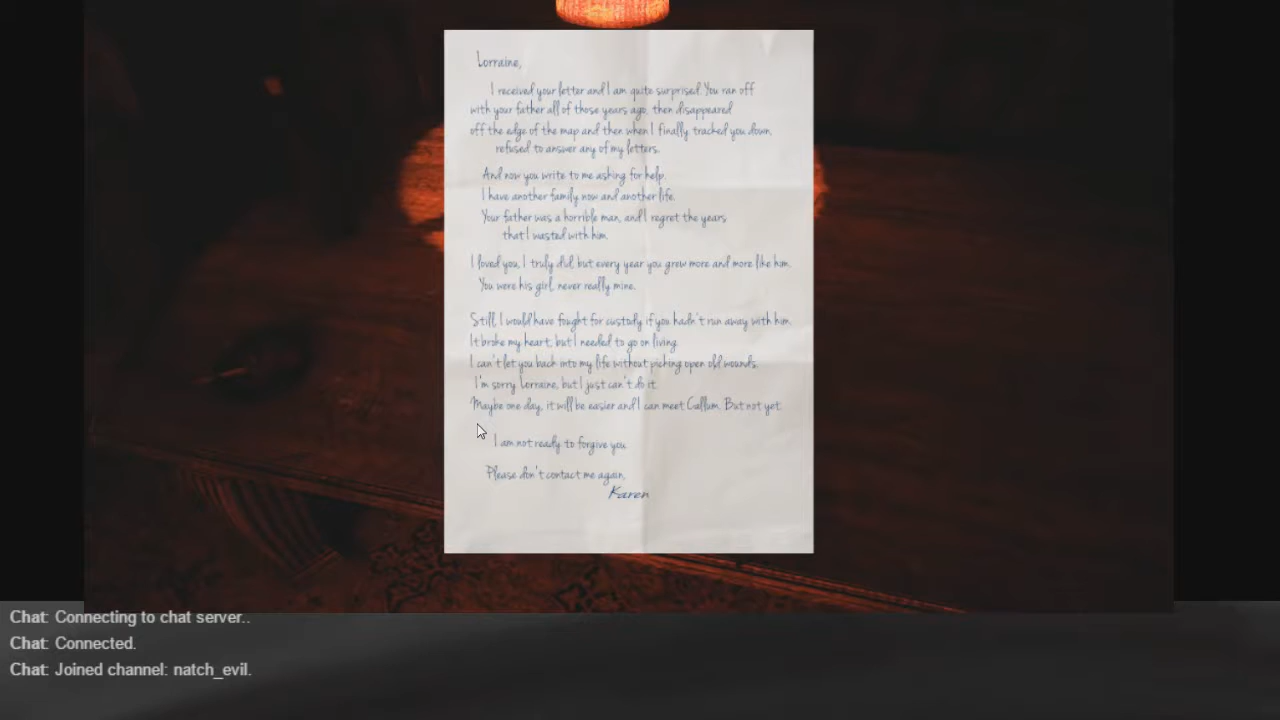 Lorraine,
I received your letter and I am quite surprised. You ran off
with your father all of those years ago, then disappeared
off the edge of the map and then when I finally tracked you down,
refused to answer any of my letters.
And now you write to me asking for help.
I have another family now and another life.
Your father was a horrible man, and I regret the years
that I wasted with him.
I loved you, I truly did, but every year you grew more and more like him.
You were his girl, never really mine.
Still, I would have fought for custody if you hadn't run away with him.
It broke my heart, but I needed to go on living.
I can't let you back into my life without picking open old wounds.
I'm sorry Lorraine, but I just can't do it.
Maybe one day, it will be easier and I can meet Callum. But not yet.
I am not ready to forgive you.
Please don't contact me again,
Karen
Chat: Connecting to chat server..
Chat: Connected.
Chat: Joined channel: natch_evil.